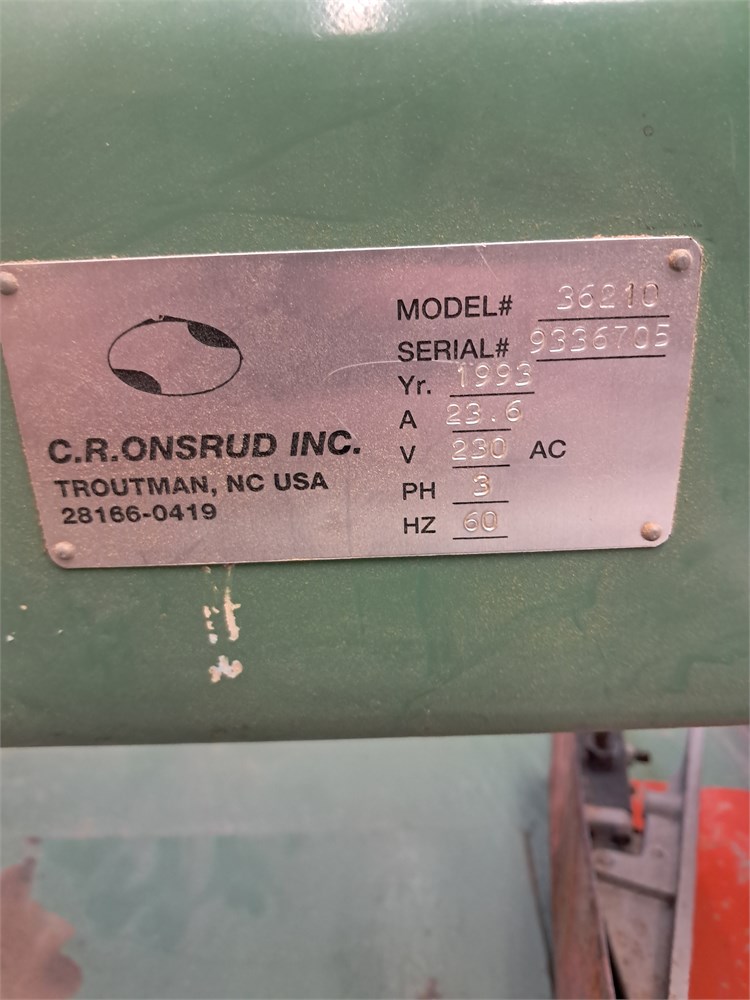 MODEL# 36210
SERIAL# 9336705
Yr. 1993
A 23.6
V 230 AC
PH 3
HZ 60
C.R.ONSRUD INC.
TROUTMAN, NC USA
28166-0419